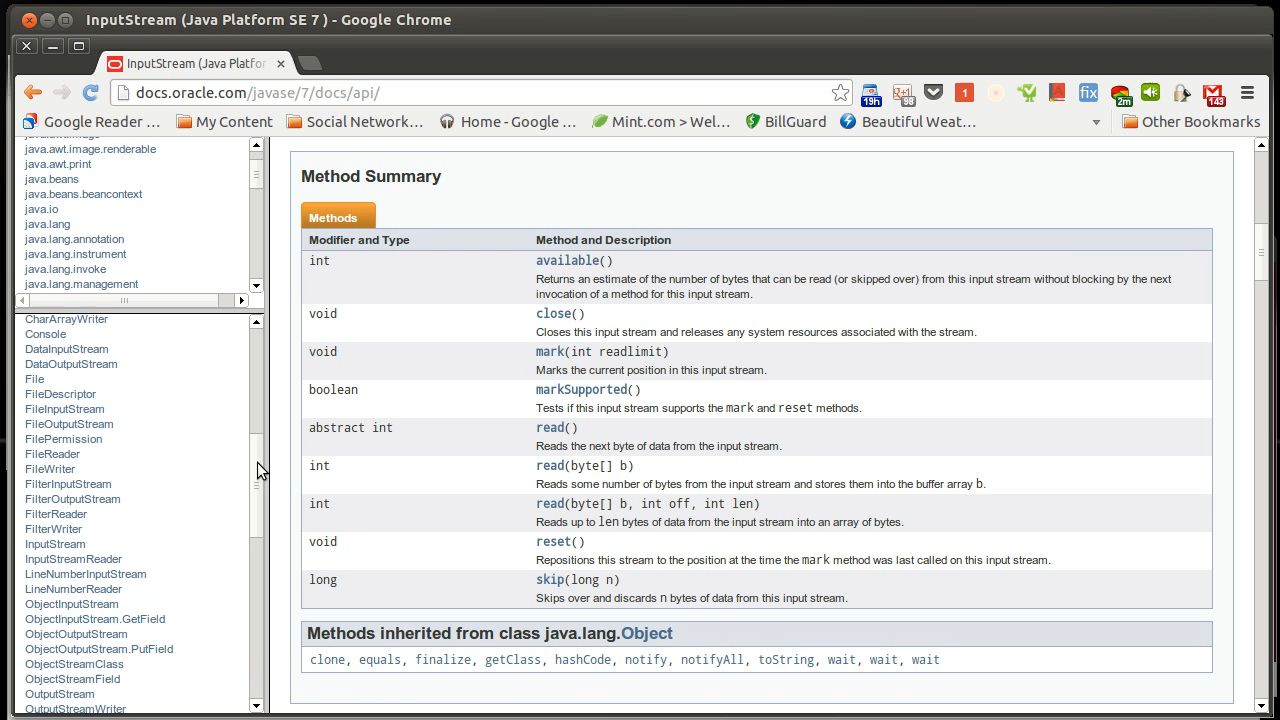 InputStream (Java Platform SE 7 ) - Google Chrome
InputStream (Java Platfor
docs.oracle.com/javase/7/docs/api/
19h
g+1
98
1
fix
2m
143
Google Reader ...
My Content
Social Network...
Home - Google ...
Mint.com > Wel...
BillGuard
Beautiful Weat...
Other Bookmarks
java.awt.image
java.awt.image.renderable
java.awt.print
java.beans
java.beans.beancontext
java.io
java.lang
java.lang.annotation
java.lang.instrument
java.lang.invoke
java.lang.management
CharArrayWriter
Console
DataInputStream
DataOutputStream
File
FileDescriptor
FileInputStream
FileOutputStream
FilePermission
FileReader
FileWriter
FilterInputStream
FilterOutputStream
FilterReader
FilterWriter
InputStream
InputStreamReader
LineNumberInputStream
LineNumberReader
ObjectInputStream
ObjectInputStream.GetField
ObjectOutputStream
ObjectOutputStream.PutField
ObjectStreamClass
ObjectStreamField
OutputStream
OutputStreamWriter
Method Summary
Methods
Modifier and Type Method and Description
int available()
Returns an estimate of the number of bytes that can be read (or skipped over) from this input stream without blocking by the next
invocation of a method for this input stream.
void close()
Closes this input stream and releases any system resources associated with the stream.
void mark(int readlimit)
Marks the current position in this input stream.
boolean markSupported()
Tests if this input stream supports the mark and reset methods.
abstract int read()
Reads the next byte of data from the input stream.
int read(byte[] b)
Reads some number of bytes from the input stream and stores them into the buffer array b.
int read(byte[] b, int off, int len)
Reads up to len bytes of data from the input stream into an array of bytes.
void reset()
Repositions this stream to the position at the time the mark method was last called on this input stream.
long skip(long n)
Skips over and discards n bytes of data from this input stream.
Methods inherited from class java.lang.Object
clone, equals, finalize, getClass, hashCode, notify, notifyAll, toString, wait, wait, wait